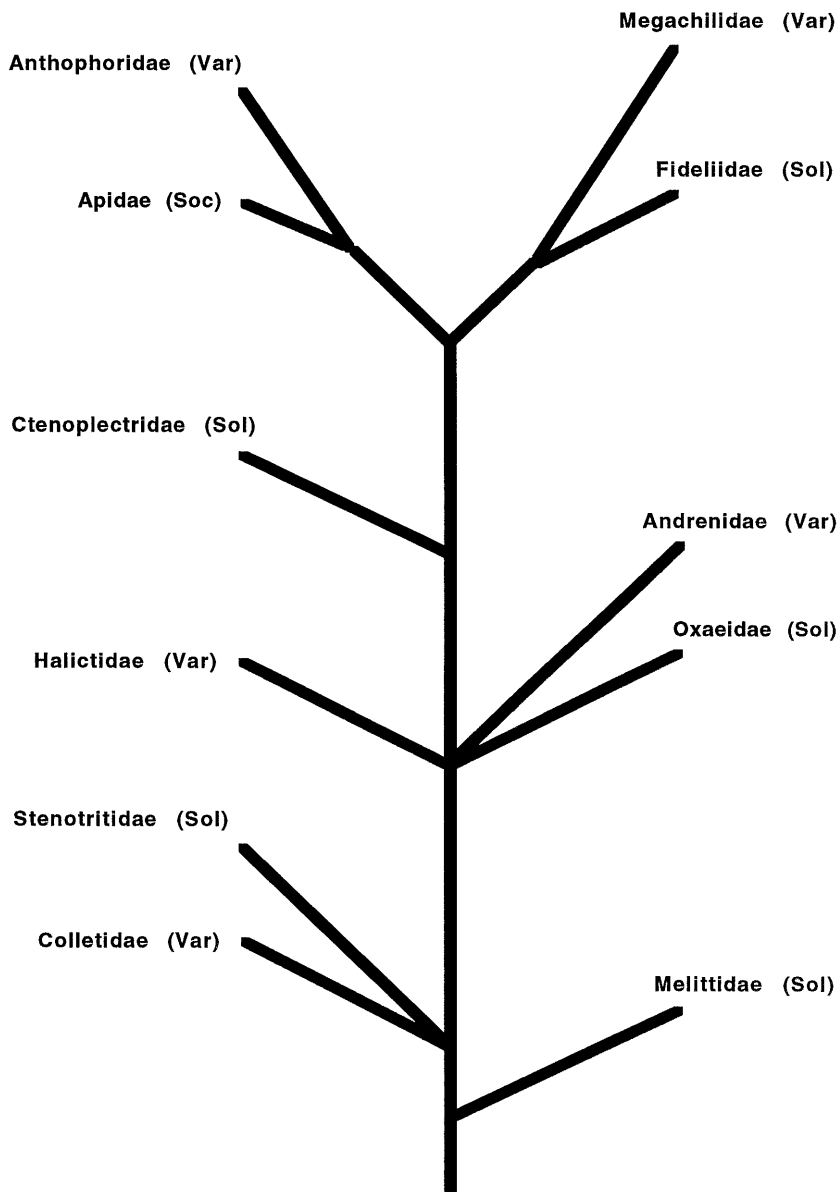 Megachilidae (Var)
Anthophoridae (Var)
Fideliidae (Sol)
Apidae (Soc)
Ctenoplectridae (Sol)
Andrenidae (Var)
Oxaeidae (Sol)
Halictidae (Var)
Stenotritidae (Sol)
Colletidae (Var)
Melittidae (Sol)